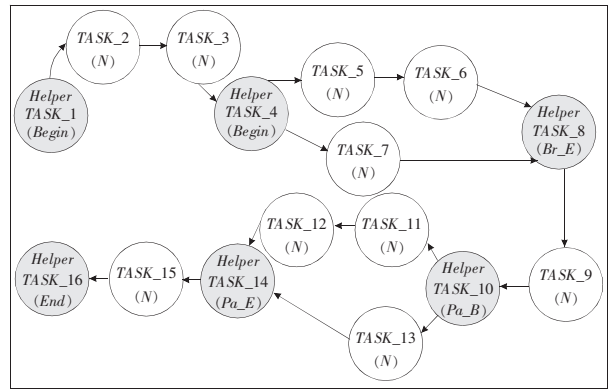 Helper
TASK_1
(Begin)
TASK_2
(N)
TASK_3
(N)
Helper
TASK_4
(Begin)
TASK_5
(N)
TASK_6
(N)
TASK_7
(N)
Helper
TASK_8
(Br_E)
TASK_9
(N)
Helper
TASK_10
(Pa_B)
TASK_11
(N)
TASK_12
(N)
TASK_13
(N)
Helper
TASK_14
(Pa_E)
TASK_15
(N)
Helper
TASK_16
(End)